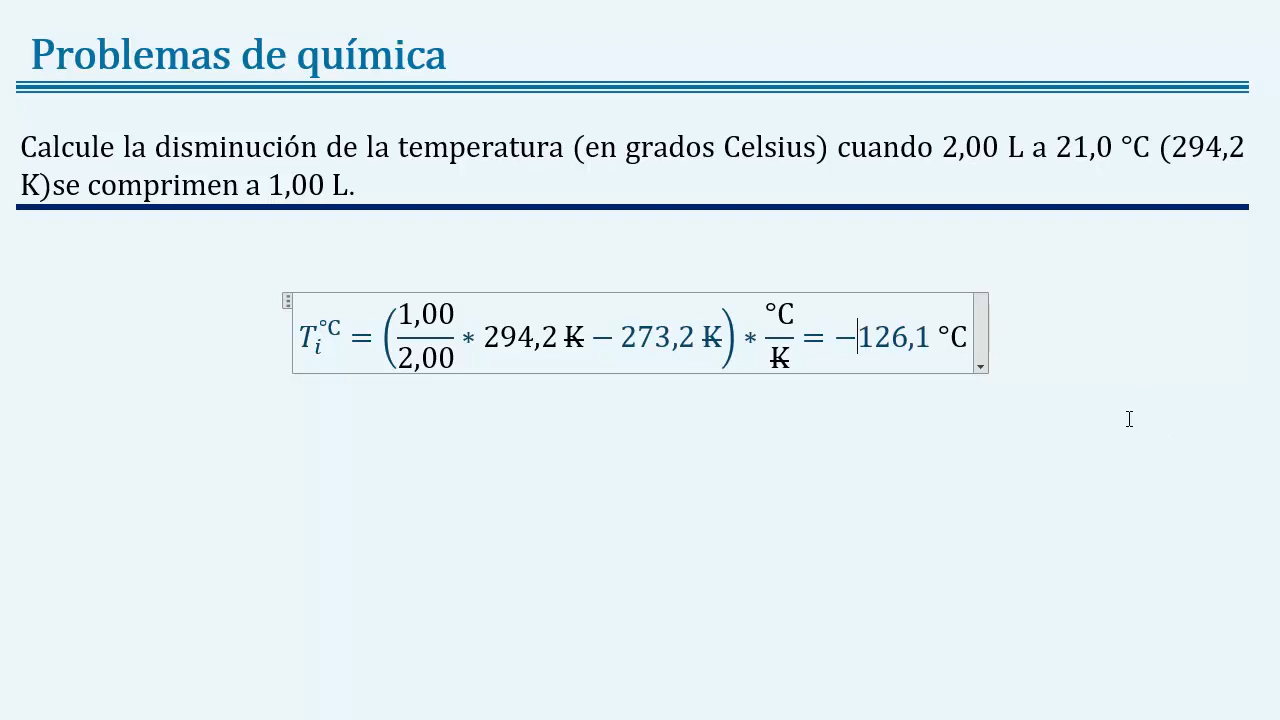 Problemas de química
Calcule la disminución de la temperatura (en grados Celsius) cuando 2,00 L a 21,0 °C (294,2
K)se comprimen a 1,00 L.
T_i^{°C} = (1,00/2,00 * 294,2 K − 273,2 K) * °C/K = −126,1 °C